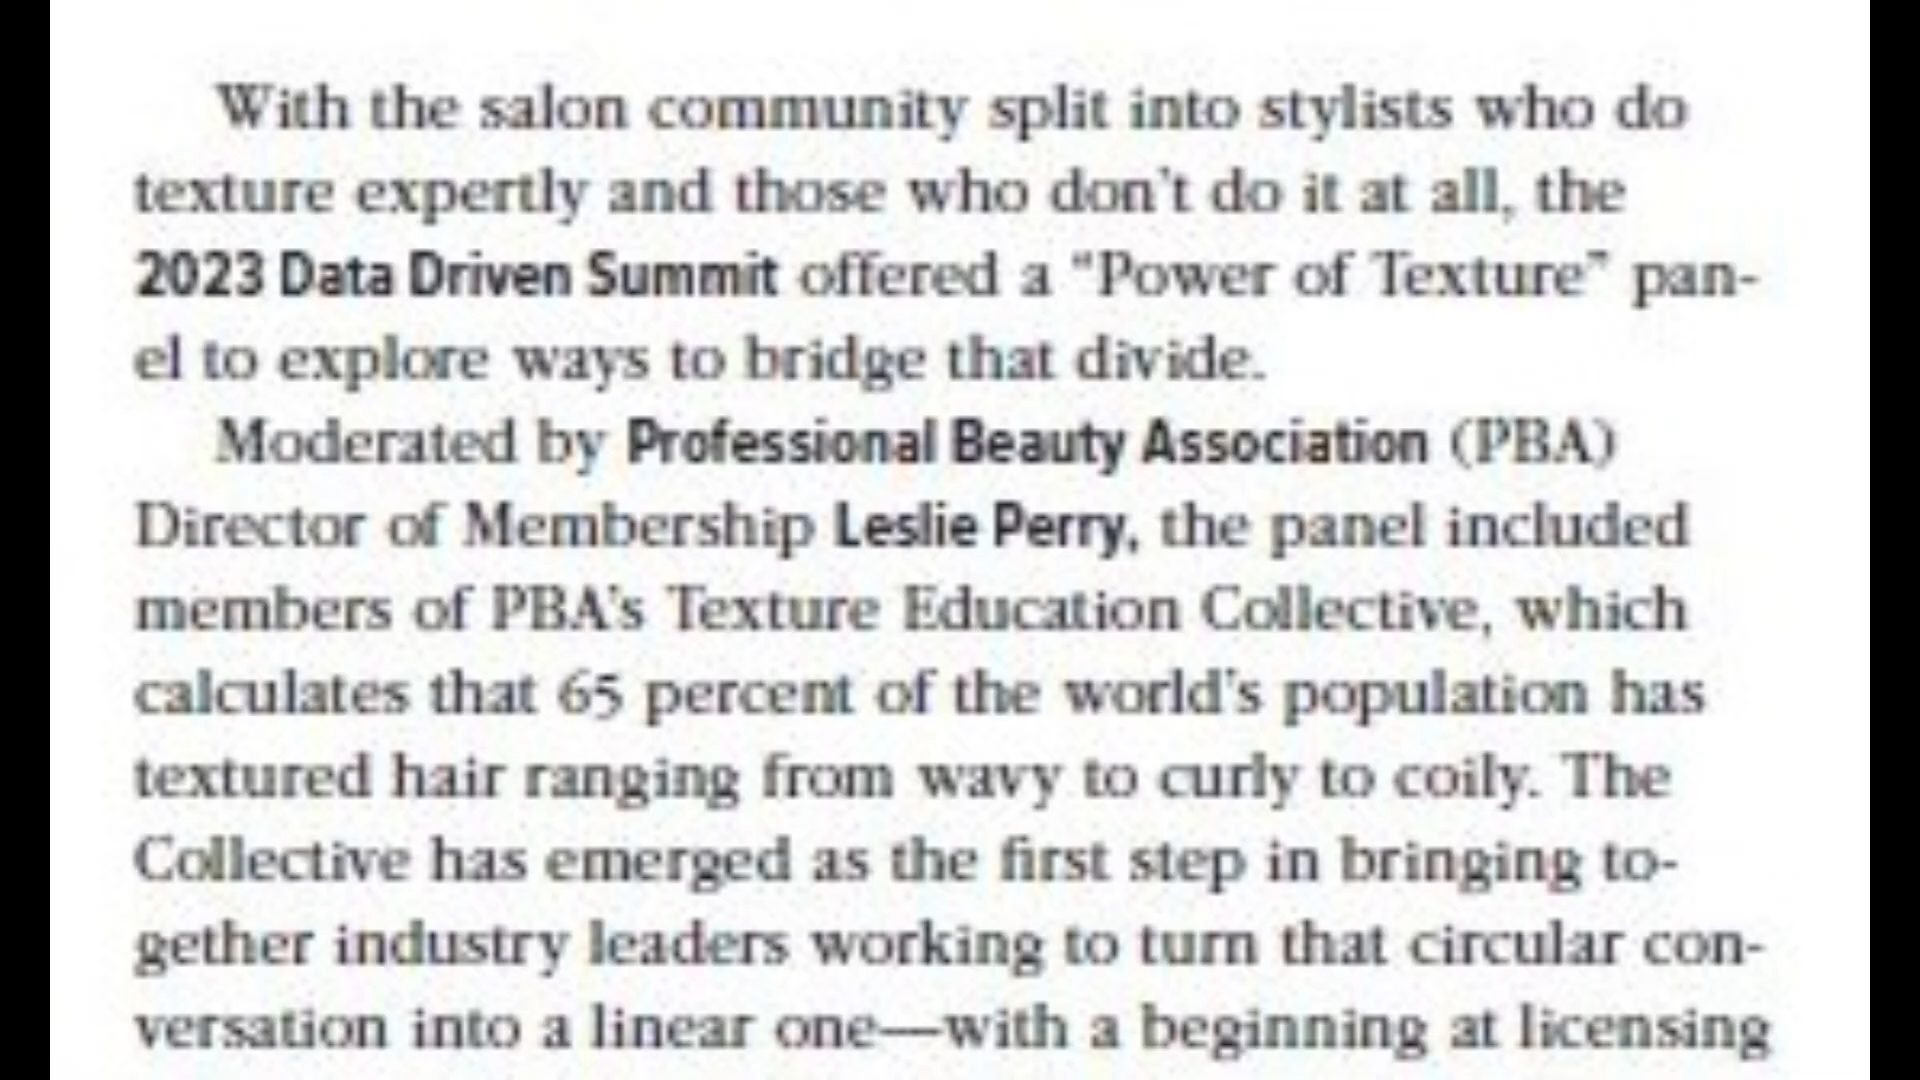 With the salon community split into stylists who do
texture expertly and those who don't do it at all, the
2023 Data Driven Summit offered a “Power of Texture” pan-
el to explore ways to bridge that divide.
Moderated by Professional Beauty Association (PBA)
Director of Membership Leslie Perry, the panel included
members of PBA's Texture Education Collective, which
calculates that 65 percent of the world's population has
textured hair ranging from wavy to curly to coily. The
Collective has emerged as the first step in bringing to-
gether industry leaders working to turn that circular con-
versation into a linear one—with a beginning at licensing